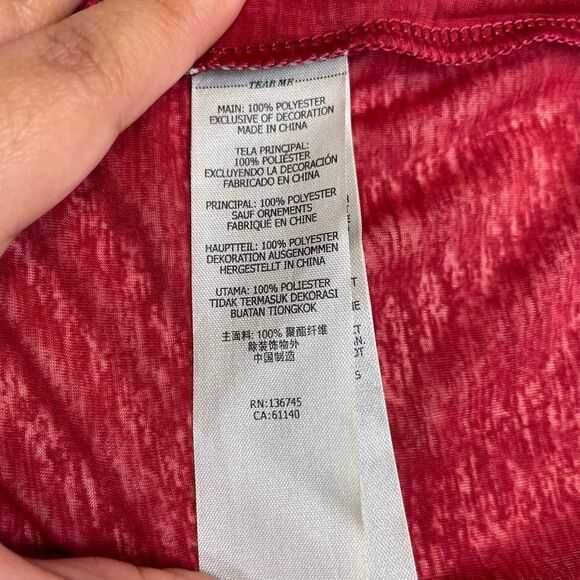 TEAR ME
MAIN: 100% POLYESTER
EXCLUSIVE OF DECORATION
MADE IN CHINA
TELA PRINCIPAL:
100% POLIÉSTER
EXCLUYENDO LA DECORACIÓN
FABRICADO EN CHINA
PRINCIPAL: 100% POLYESTER
SAUF ORNEMENTS
FABRIQUÉ EN CHINE
HAUPTTEIL: 100% POLYESTER
DEKORATION AUSGENOMMEN
HERGESTELLT IN CHINA
UTAMA: 100% POLIESTER
TIDAK TERMASUK DEKORASI
BUATAN TIONGKOK
主面料: 100% 聚酯纤维
除装饰物外
中国制造
RN:136745
CA:61140